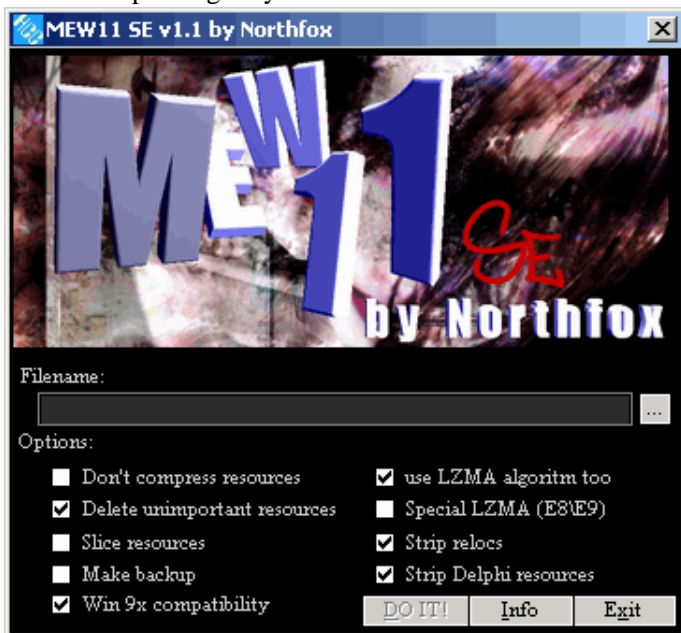 MEW11 SE v1.1 by Northfox
MEW11 SE
by Northfox
Filename:
...
Options:
Don't compress resources
use LZMA algoritm too
Delete unimportant resources
Special LZMA (E8\E9)
Slice resources
Strip relocs
Make backup
Strip Delphi resources
Win 9x compatibility
DO IT!
Info
Exit